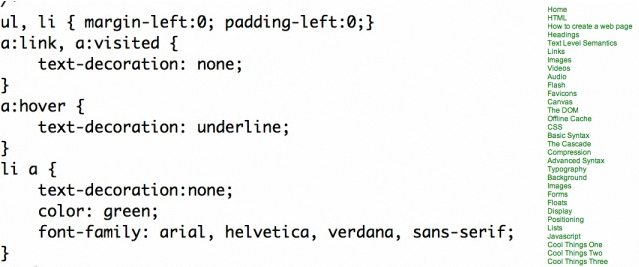 ul, li { margin-left:0; padding-left:0;}
a:link, a:visited {
text-decoration: none;
}
a:hover {
text-decoration: underline;
}
li a {
text-decoration:none;
color: green;
font-family: arial, helvetica, verdana, sans-serif;
}
Home
HTML
How to create a web page
Headings
Text Level Semantics
Links
Images
Videos
Audio
Flash
Favicons
Canvas
The DOM
Offline Cache
CSS
Basic Syntax
The Cascade
Compression
Advanced Syntax
Typography
Background
Images
Forms
Floats
Display
Positioning
Lists
Javascript
Cool Things One
Cool Things Two
Cool Things Three